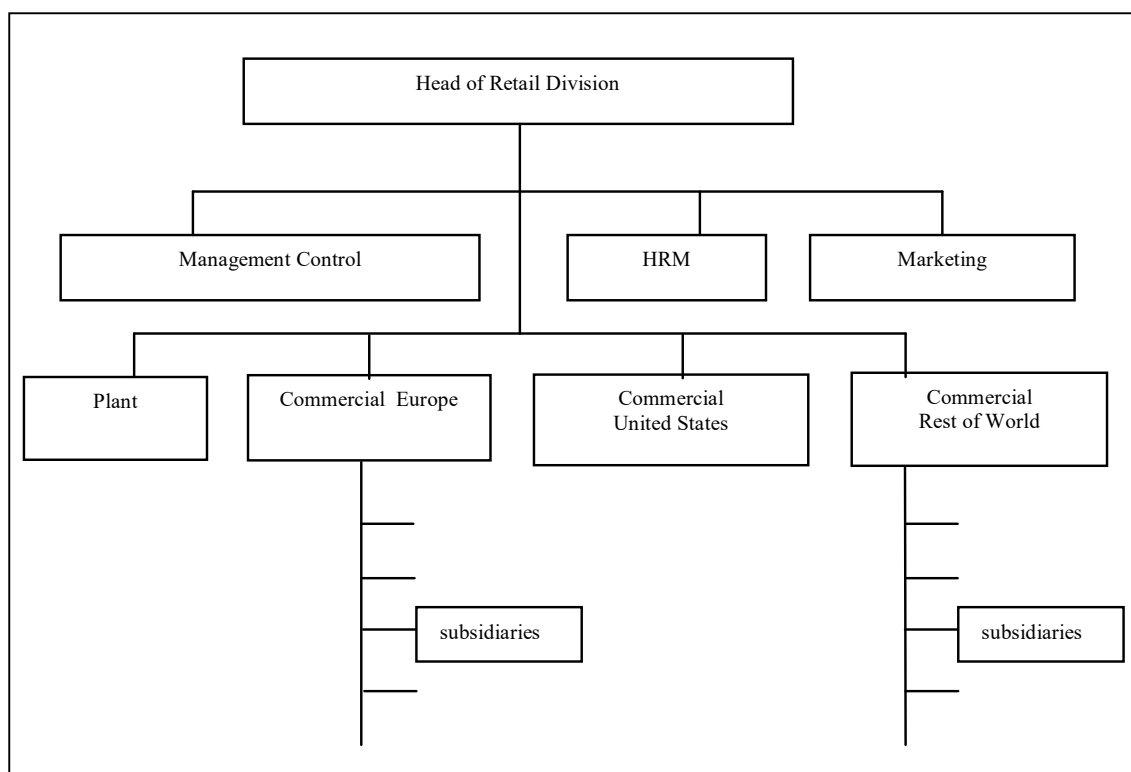 Head of Retail Division
Management Control
HRM
Marketing
Plant
Commercial Europe
Commercial
United States
Commercial
Rest of World
subsidiaries
subsidiaries